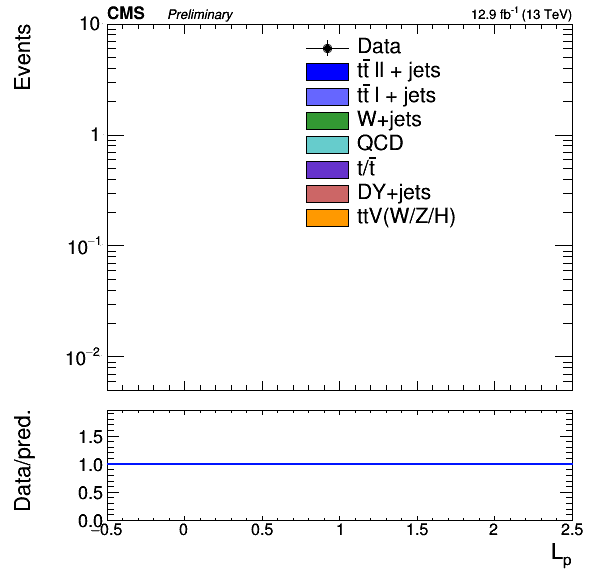 CMS Preliminary 12.9 fb⁻¹ (13 TeV)
Events
10
1
10⁻¹
10⁻²
Data
tt̄ ll + jets
tt̄ l + jets
W+jets
QCD
t/t̄
DY+jets
ttV(W/Z/H)
Data/pred.
1.5
1.0
0.5
0.0
−0.5 0 0.5 1 1.5 2 2.5
Lₚ